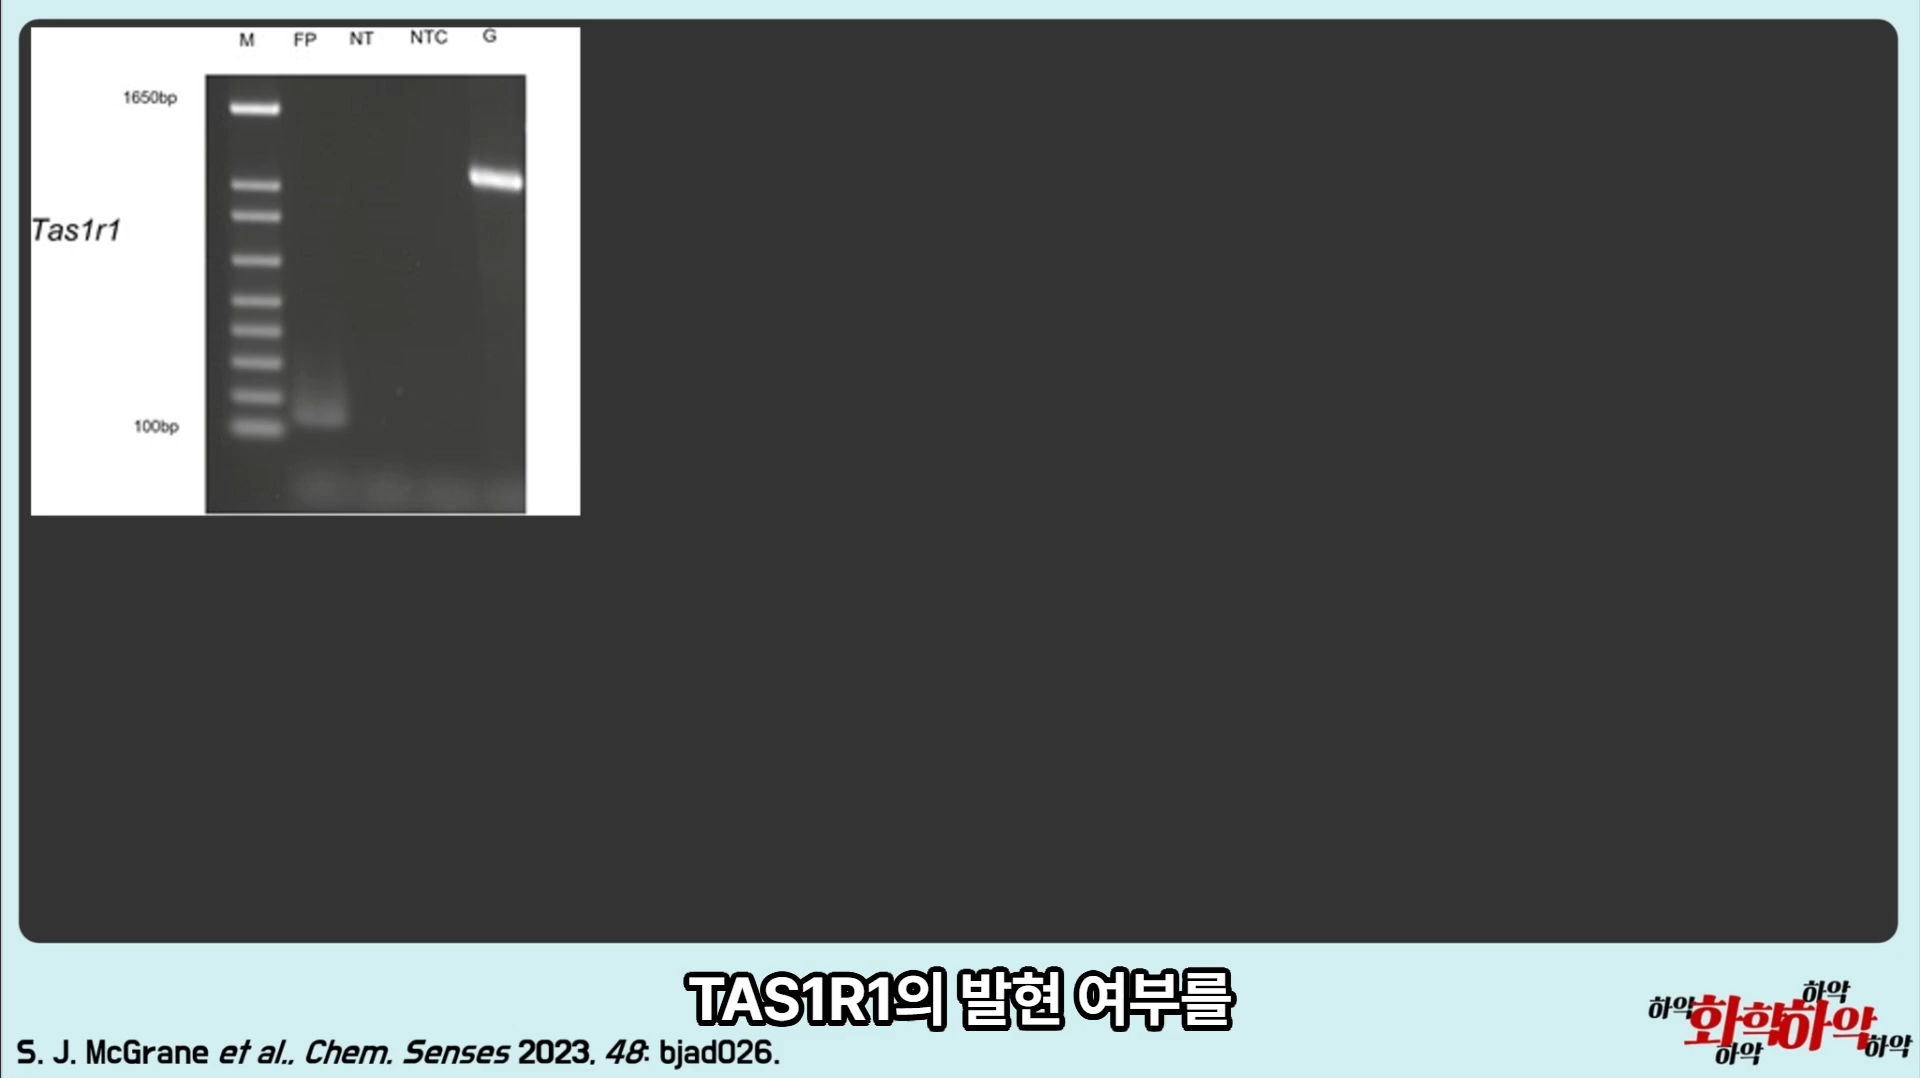 M FP NT NTC G
1650bp
Tas1r1
100bp
TAS1R1의 발현 여부를
S. J. McGrane et al., Chem. Senses 2023, 48: bjad026.
하악
하악
화학하악
하악
하악